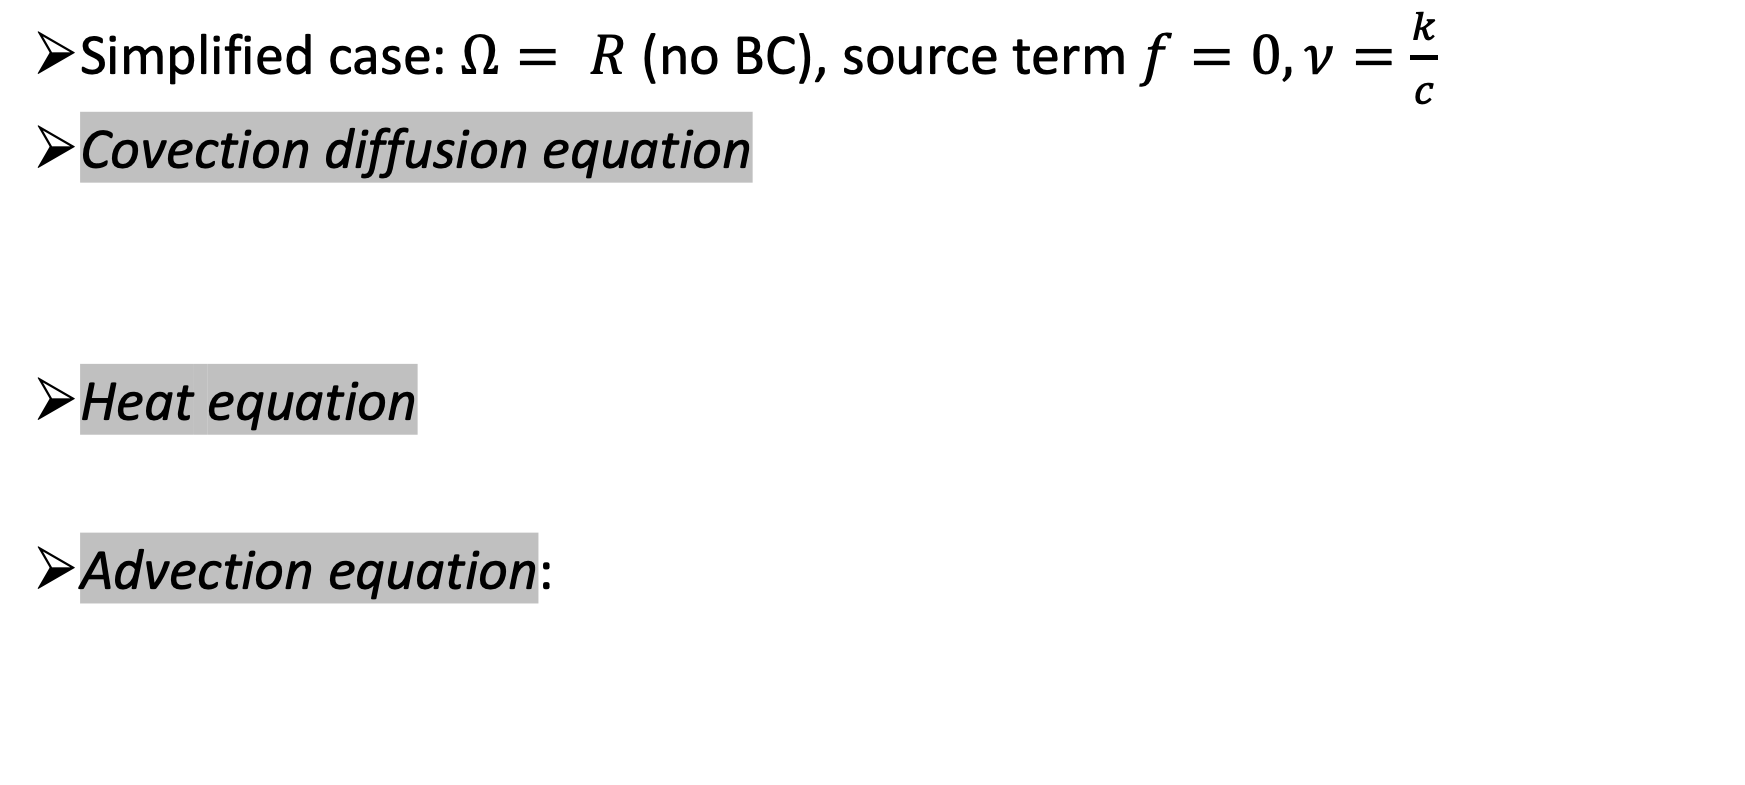 ➢Simplified case: Ω = R (no BC), source term f = 0, ν = k/c
➢Covection diffusion equation
➢Heat equation
➢Advection equation: